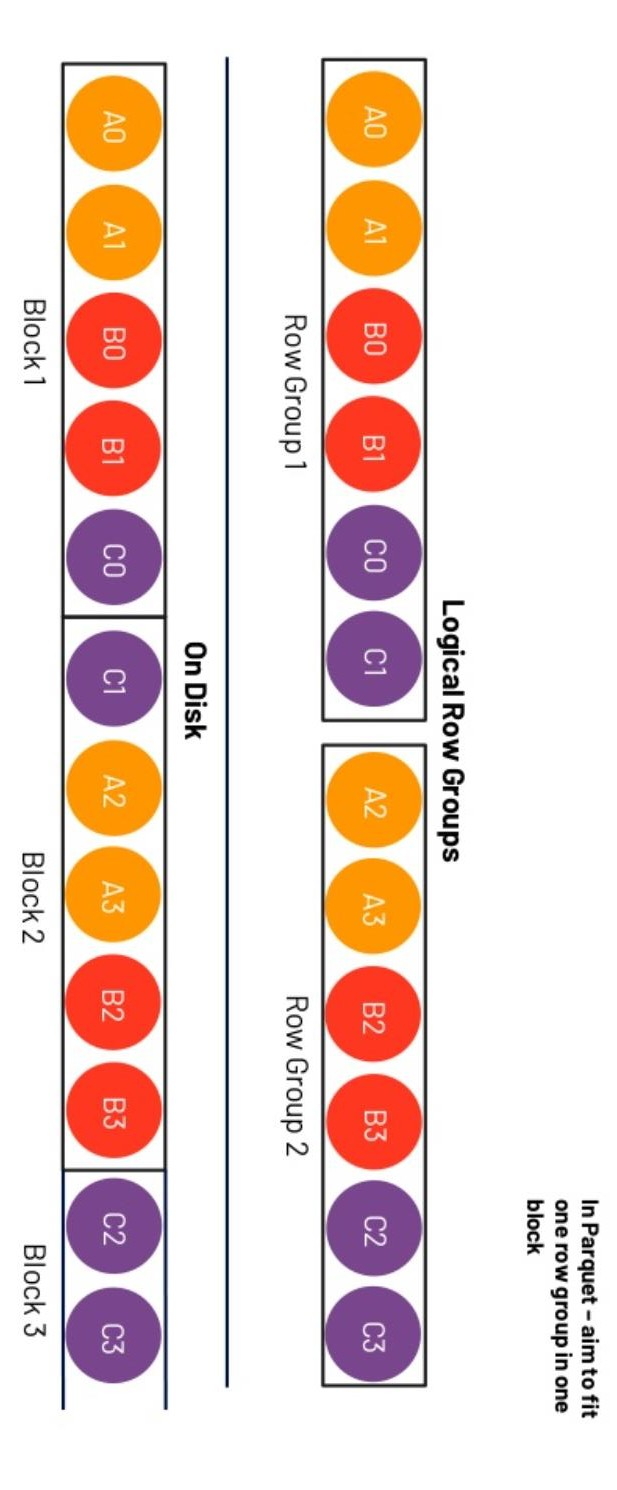 In Parquet – aim to fit
one row group in one
block
Logical Row Groups
A0 A1 B0 B1 C0 C1 A2 A3 B2 B3 C2 C3
Row Group 1 Row Group 2
On Disk
A0 A1 B0 B1 C0 C1 A2 A3 B2 B3 C2 C3
Block 1 Block 2 Block 3